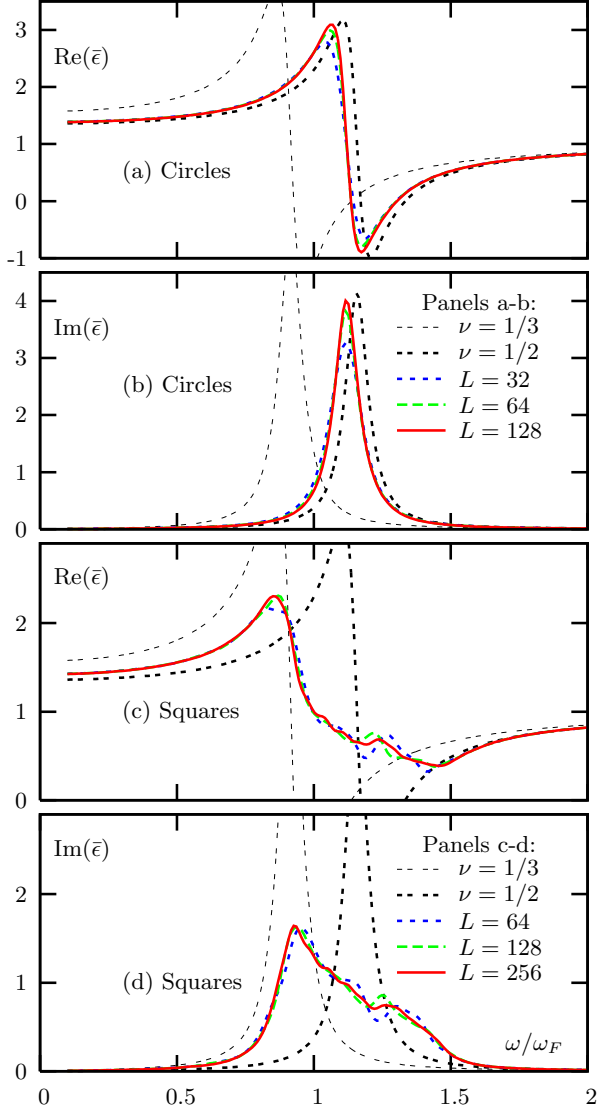 3
Re(ε̄)
2
1
(a) Circles
0
-1
4
Panels a-b:
Im(ε̄)
ν = 1/3
3
ν = 1/2
(b) Circles
L = 32
2
L = 64
L = 128
1
0
Re(ε̄)
2
1
(c) Squares
0
Im(ε̄)
Panels c-d:
2
ν = 1/3
ν = 1/2
L = 64
L = 128
1
(d) Squares
L = 256
ω/ω_F
0
0 0.5 1 1.5 2